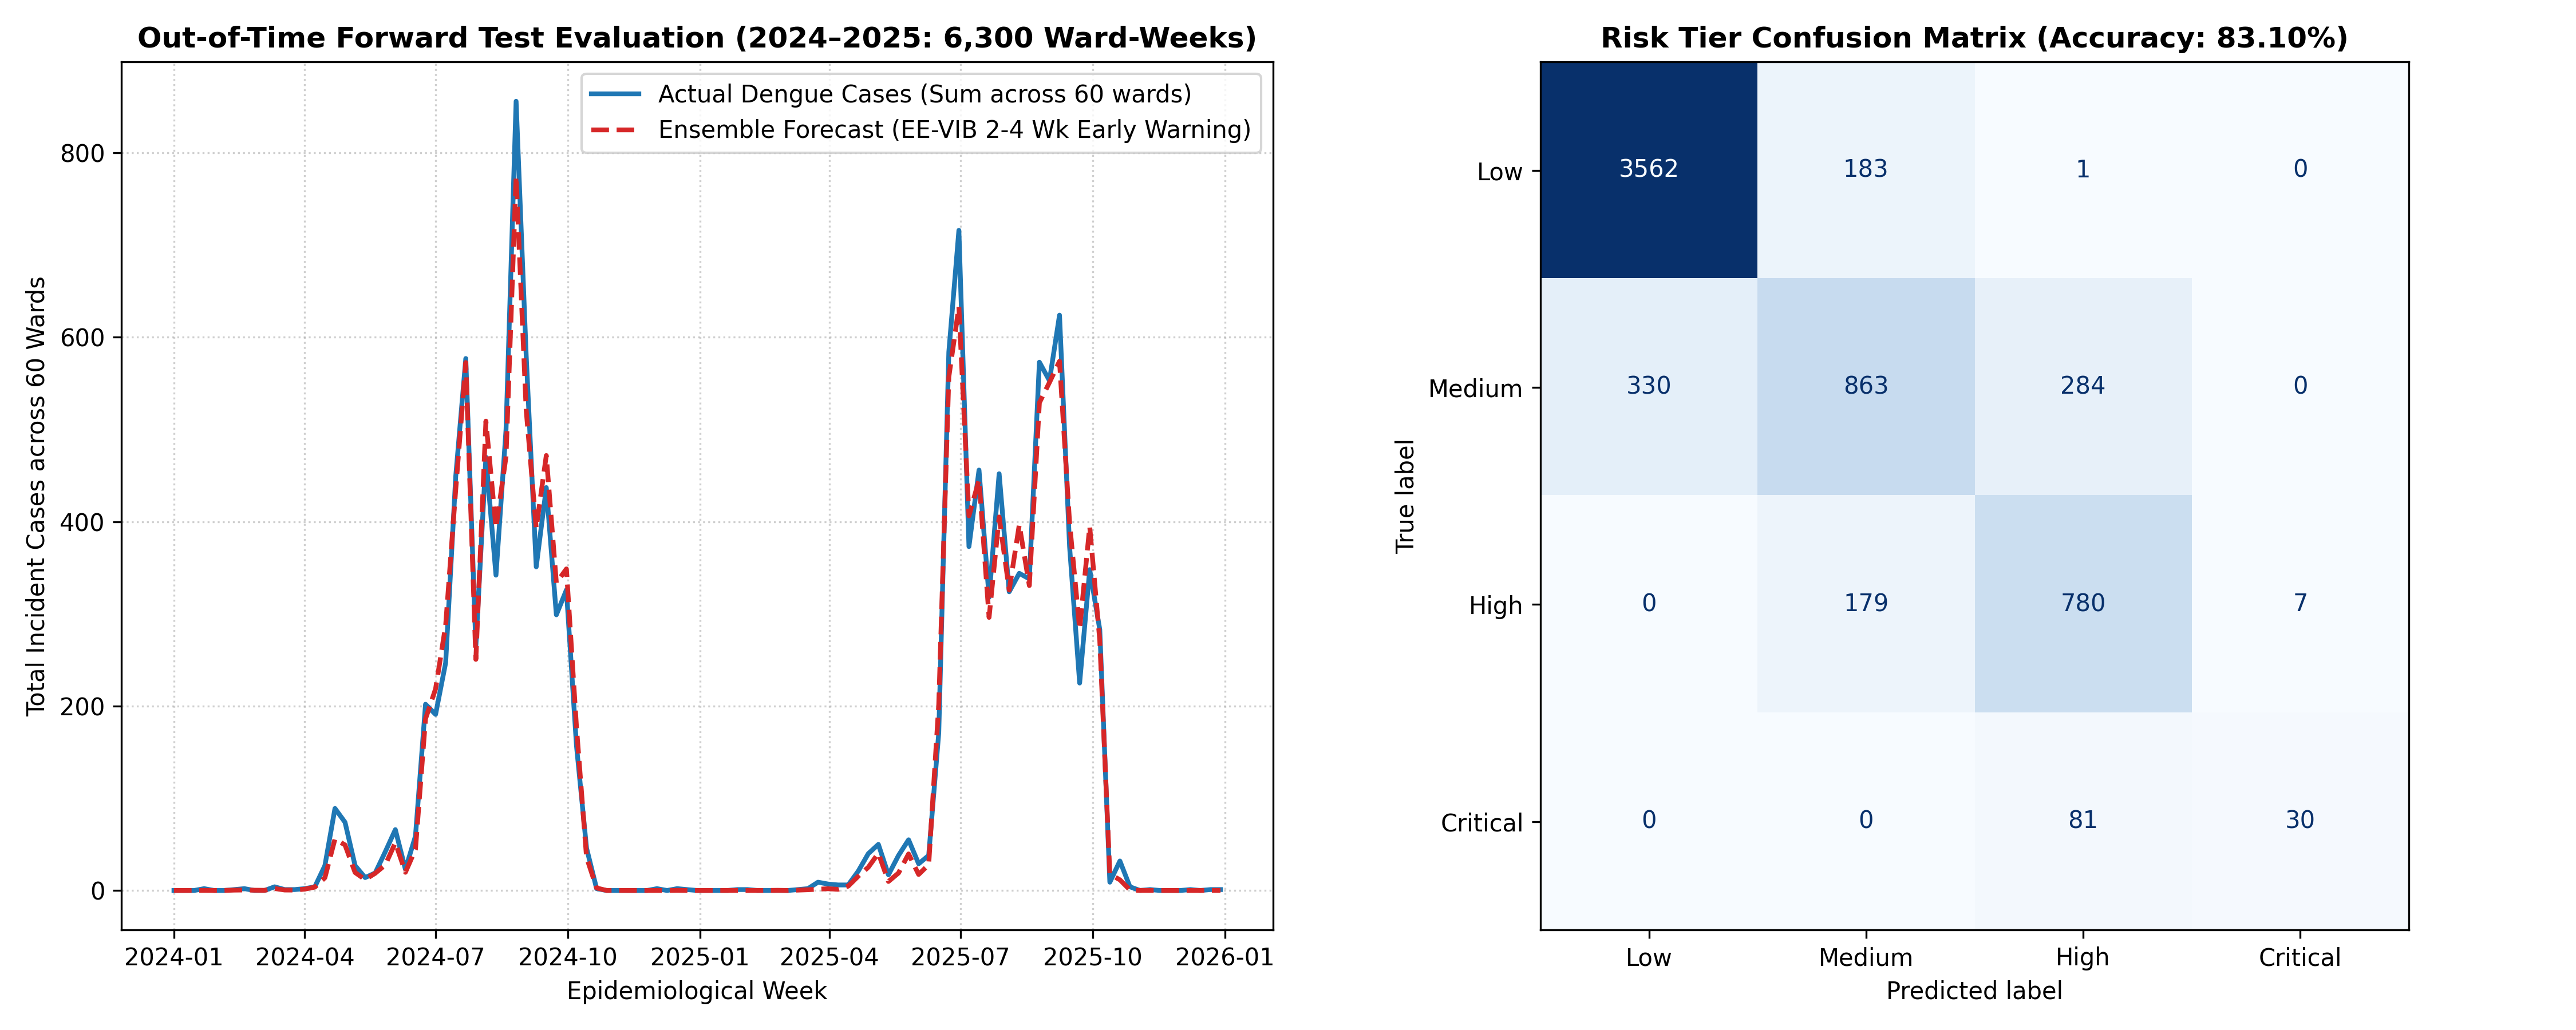 Out-of-Time Forward Test Evaluation (2024–2025: 6,300 Ward-Weeks)
Actual Dengue Cases (Sum across 60 wards)
Ensemble Forecast (EE-VIB 2-4 Wk Early Warning)
Total Incident Cases across 60 Wards
800
600
400
200
0
2024-01 2024-04 2024-07 2024-10 2025-01 2025-04 2025-07 2025-10 2026-01
Epidemiological Week
Risk Tier Confusion Matrix (Accuracy: 83.10%)
True label
Low 3562 183 1 0
Medium 330 863 284 0
High 0 179 780 7
Critical 0 0 81 30
Low Medium High Critical
Predicted label